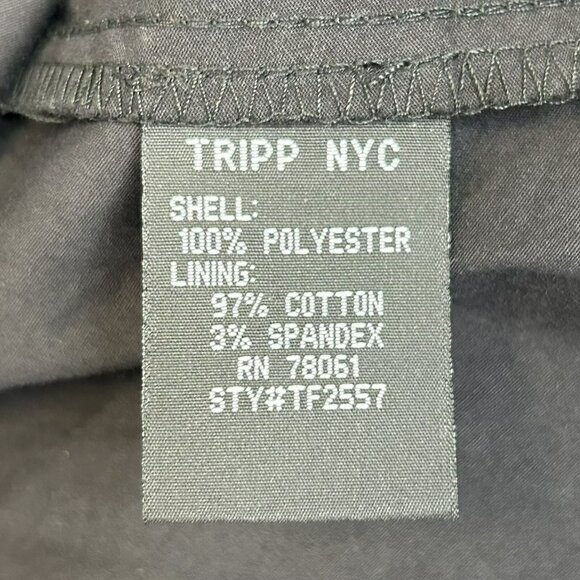 TRIPP NYC
SHELL:
100% POLYESTER
LINING:
97% COTTON
3% SPANDEX
RN 78061
STY#TF2557